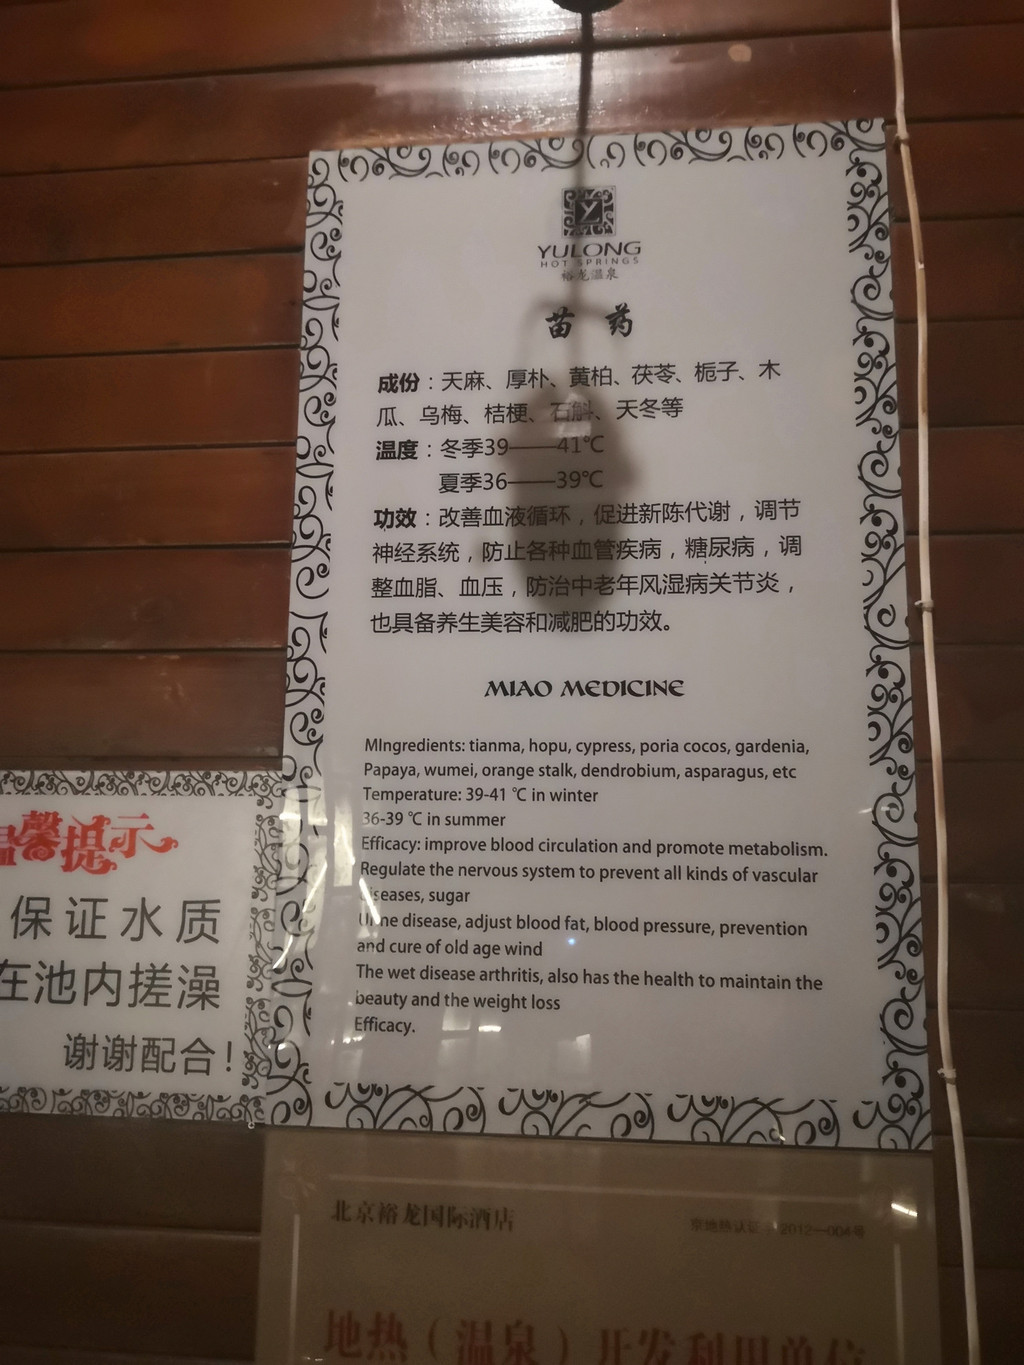 YULONG
HOT SPRINGS
裕龙温泉
苗 药
成份：天麻、厚朴、黄柏、茯苓、栀子、木
瓜、乌梅、桔梗、石斛、天冬等
温度：冬季39——41℃
夏季36——39℃
功效：改善血液循环，促进新陈代谢，调节
神经系统，防止各种血管疾病，糖尿病，调
整血脂、血压，防治中老年风湿病关节炎，
也具备养生美容和减肥的功效。
MIAO MEDICINE
MIngredients: tianma, hopu, cypress, poria cocos, gardenia,
Papaya, wumei, orange stalk, dendrobium, asparagus, etc
Temperature: 39-41 ℃ in winter
36-39 ℃ in summer
Efficacy: improve blood circulation and promote metabolism.
Regulate the nervous system to prevent all kinds of vascular
diseases, sugar
Urine disease, adjust blood fat, blood pressure, prevention
and cure of old age wind
The wet disease arthritis, also has the health to maintain the
beauty and the weight loss
Efficacy.
温馨提示
保证水质
在池内搓澡
谢谢配合！
北京裕龙国际酒店
京地热认证 2012—004号
地热（温泉）开发利用单位